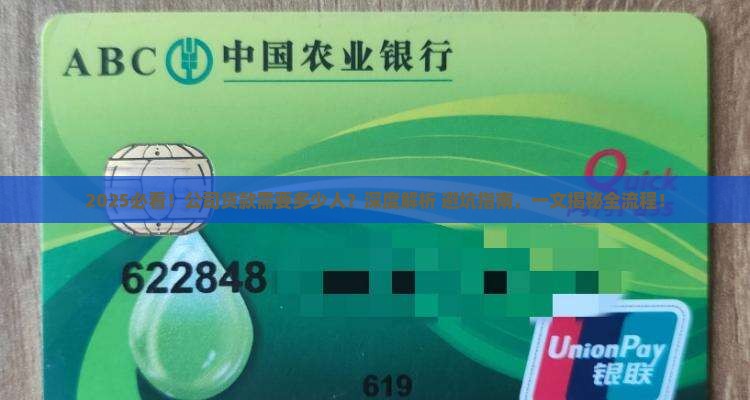 ABC 中国农业银行
Quick
2025必看！公司贷款需要多少人？深度解析 避坑指南，一文揭秘全流程！
622848
UnionPay
银联
619